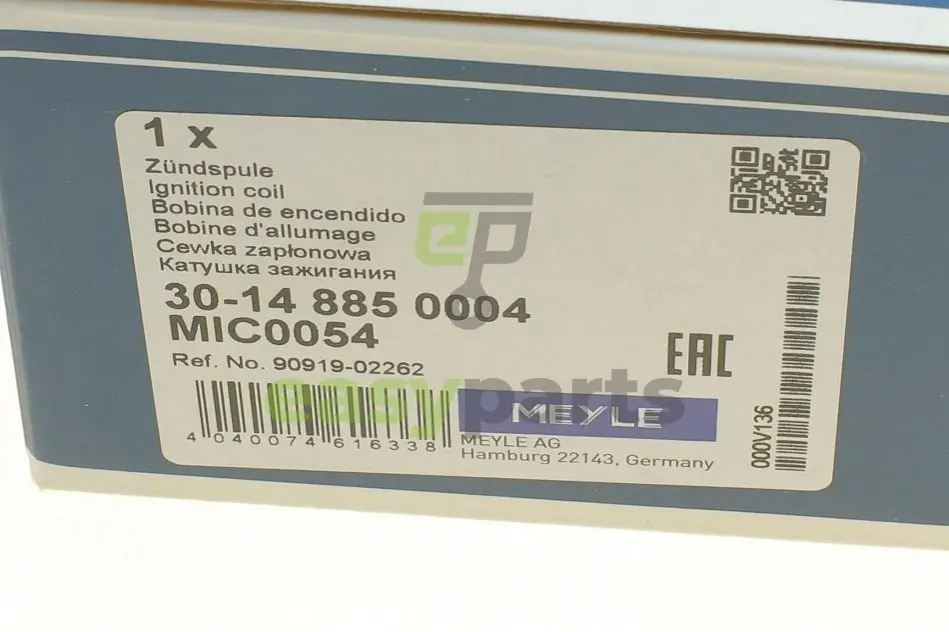 1 x
Zündspule
Ignition coil
Bobina de encendido
Bobine d'allumage
Cewka zapłonowa
Катушка зажигания
30-14 885 0004
MIC0054
Ref. No. 90919-02262
EAC
4 040074 616338
MEYLE
MEYLE AG
Hamburg 22143, Germany
000V136
ep
easyparts